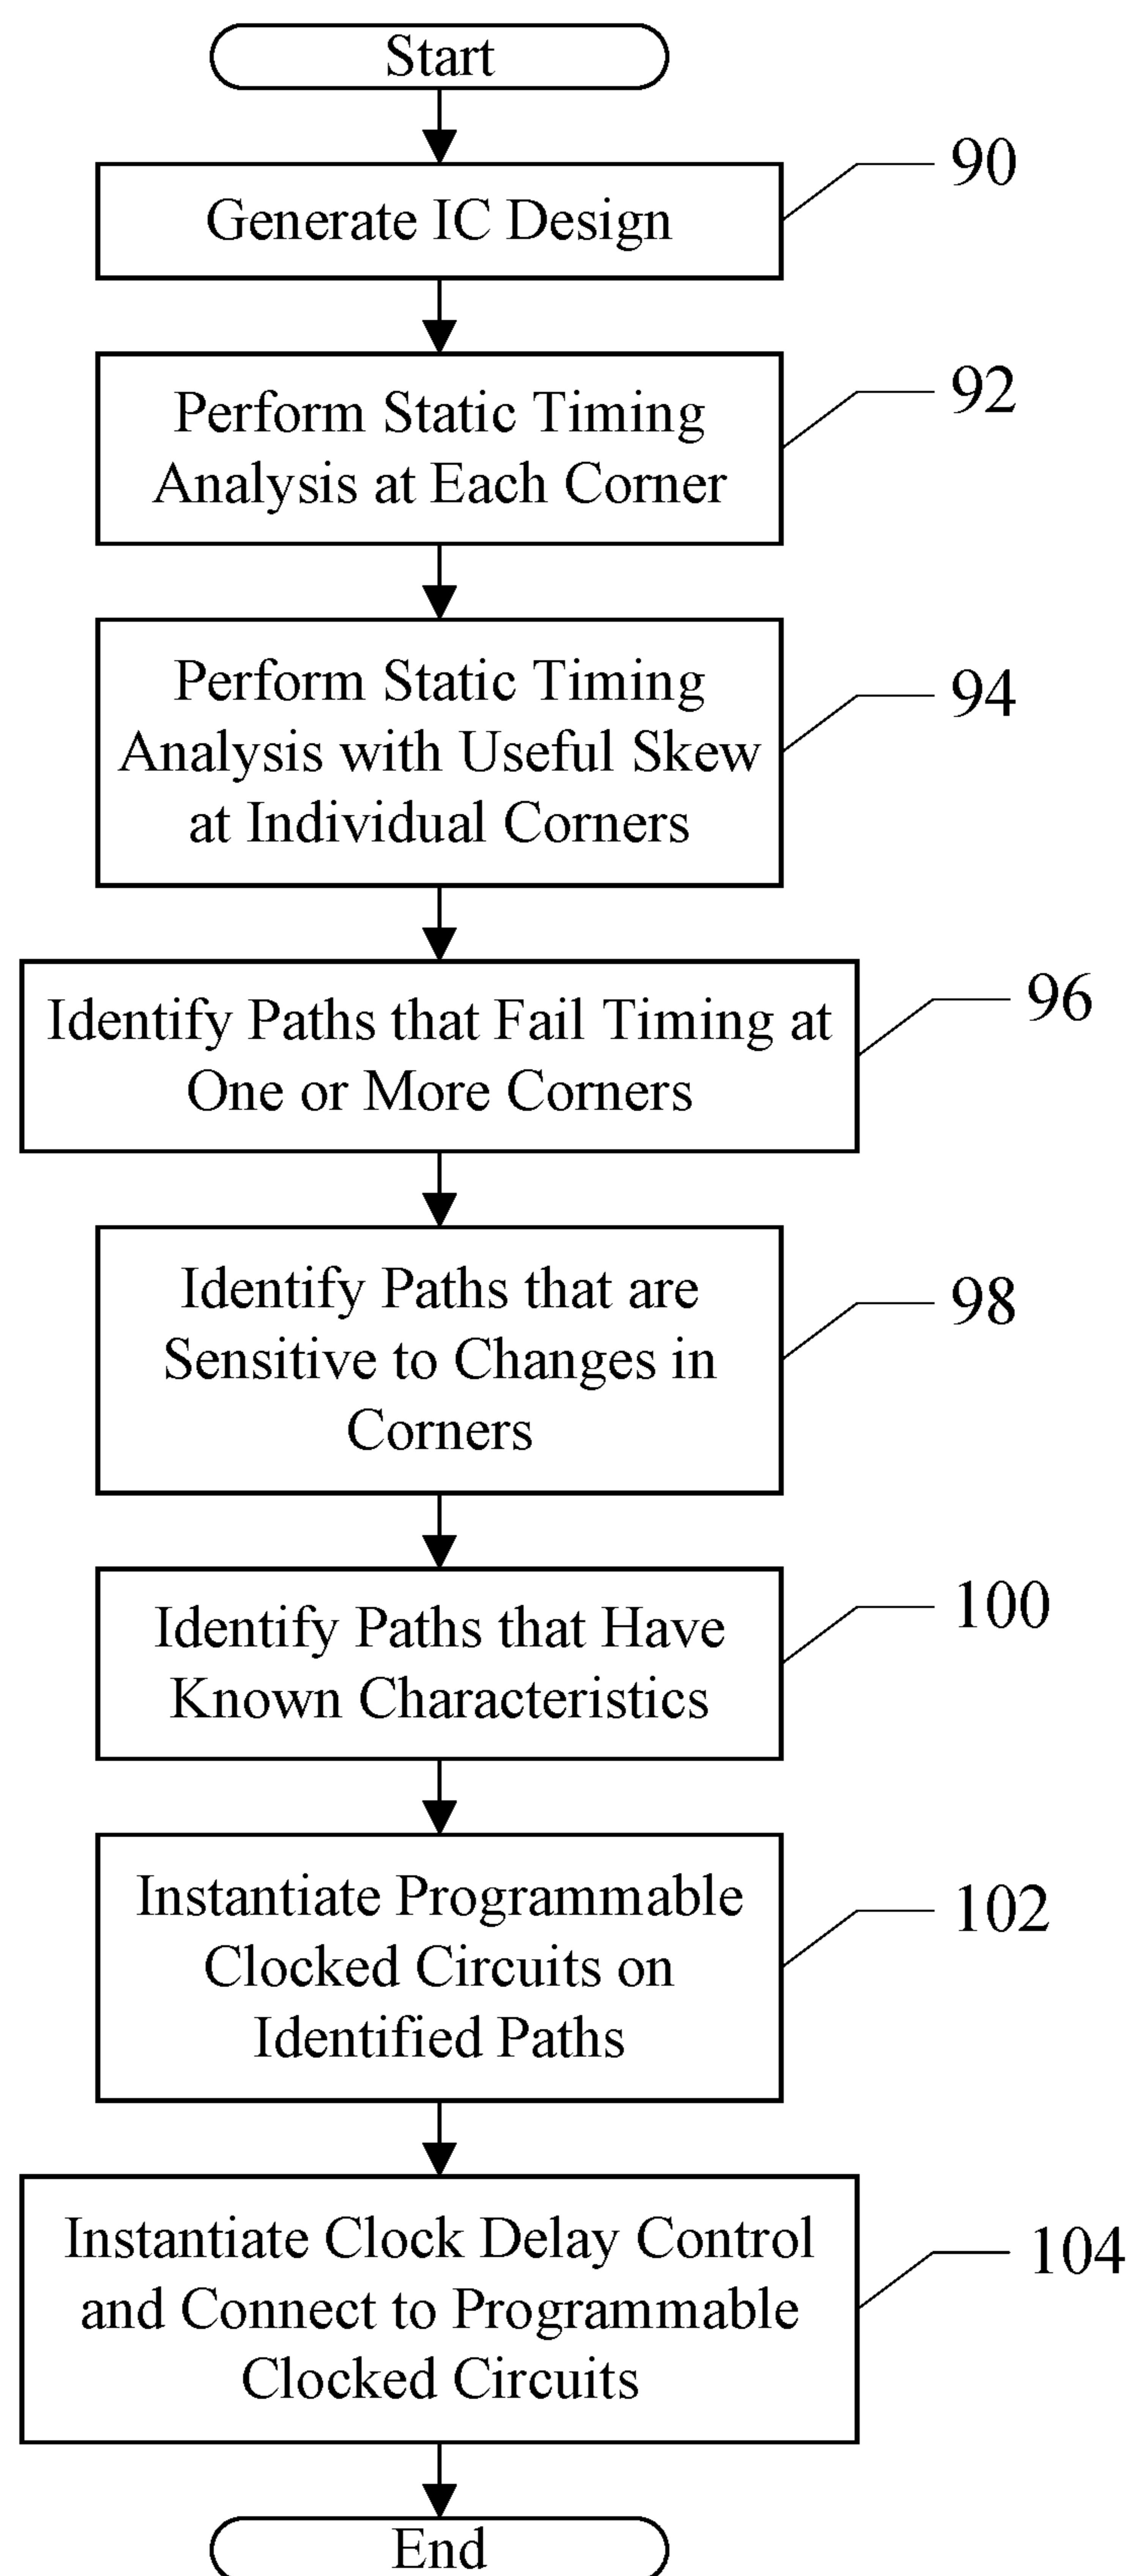 Start
Generate IC Design
90
Perform Static Timing
Analysis at Each Corner
92
Perform Static Timing
Analysis with Useful Skew
at Individual Corners
94
Identify Paths that Fail Timing at
One or More Corners
96
Identify Paths that are
Sensitive to Changes in
Corners
98
Identify Paths that Have
Known Characteristics
100
Instantiate Programmable
Clocked Circuits on
Identified Paths
102
Instantiate Clock Delay Control
and Connect to Programmable
Clocked Circuits
104
End